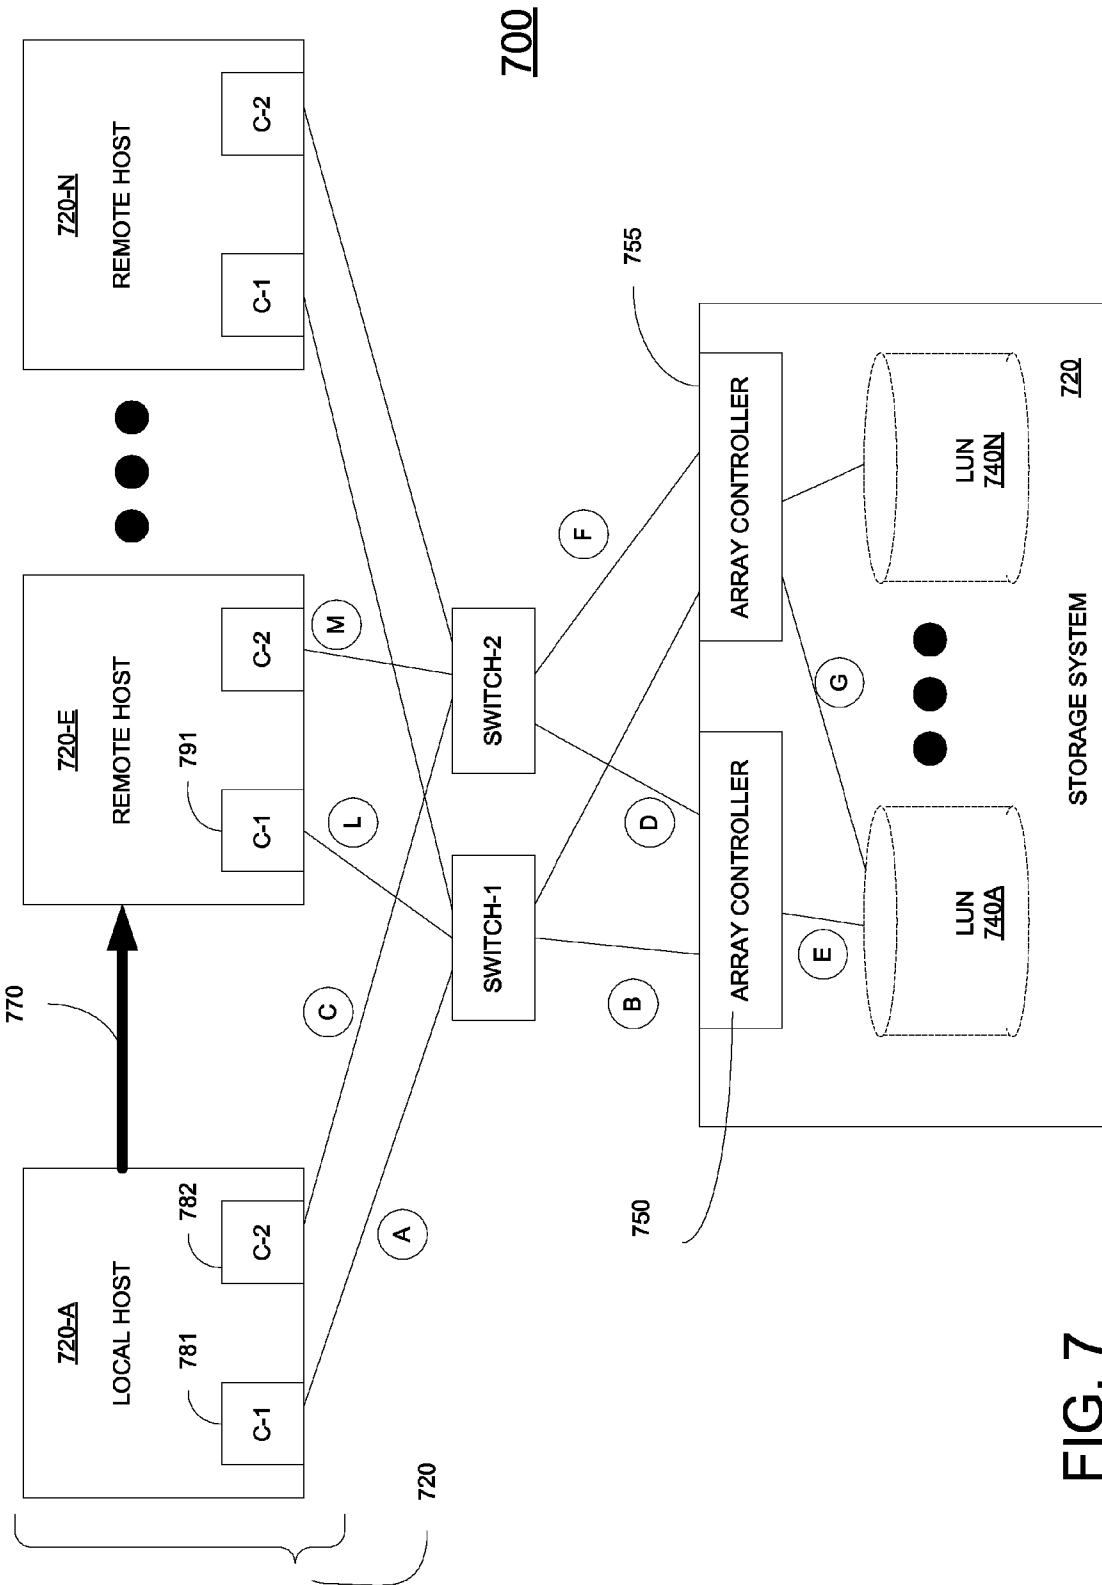 700
720-A
LOCAL HOST
781
C-1
782
C-2
770
720-E
REMOTE HOST
791
C-1
C-2
720-N
REMOTE HOST
C-1
C-2
720
A
C
L
M
SWITCH-1
SWITCH-2
B
D
F
750
755
ARRAY CONTROLLER
ARRAY CONTROLLER
E
G
LUN
740A
LUN
740N
STORAGE SYSTEM
720
FIG. 7